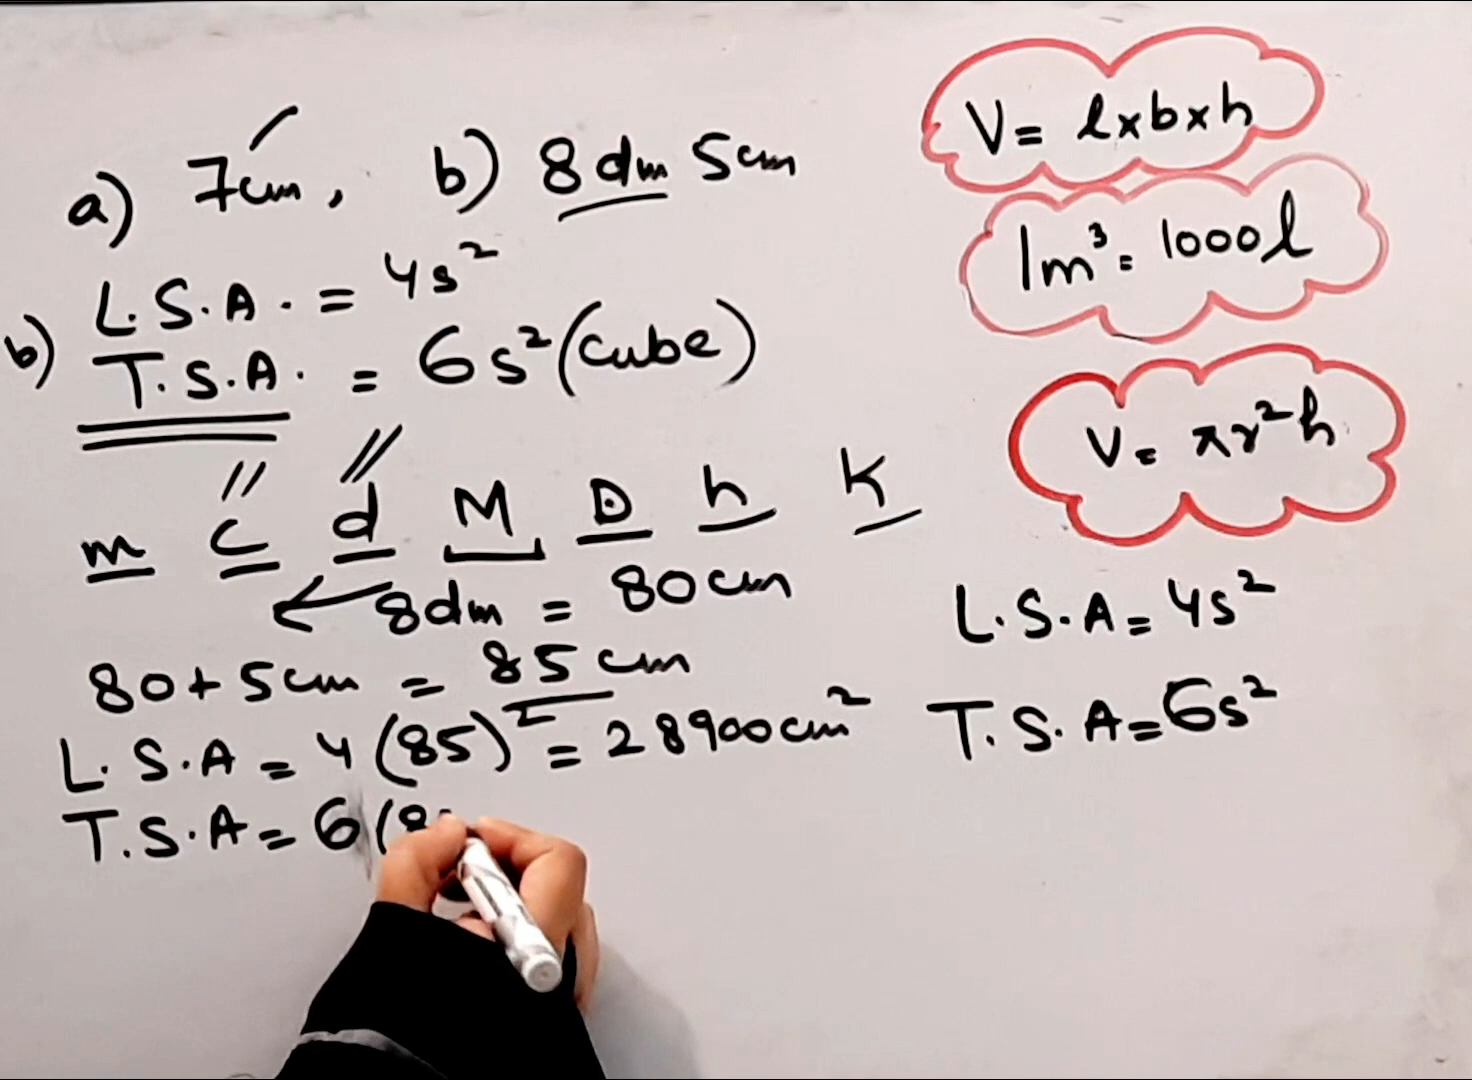 a) 7cm, b) 8dm 5cm
L.S.A. = 4s²
b) T.S.A. = 6s² (cube)
m c d M D h K
8dm = 80cm
80+5cm = 85cm
L.S.A = 4(85)² = 28900cm²
T.S.A = 6(8
V= l×b×h
1m³= 1000l
V= πr²h
L.S.A = 4s²
T.S.A = 6s²